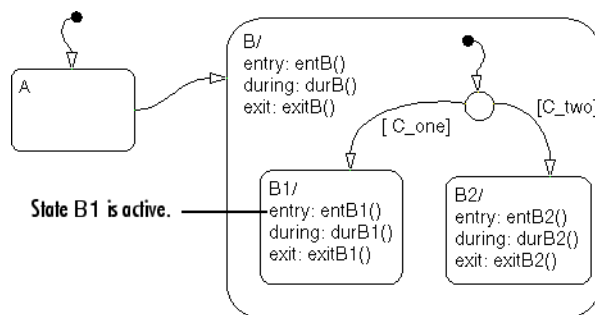 A
B/
entry: entB()
during: durB()
exit: exitB()
[ C_one]
[C_two]
State B1 is active.
B1/
entry: entB1()
during: durB1()
exit: exitB1()
B2/
entry: entB2()
during: durB2()
exit: exitB2()